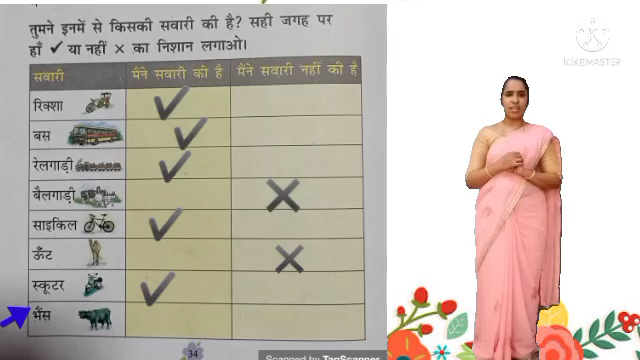 तुमने इनमें से किसकी सवारी की है? सही जगह पर
हाँ ✓ या नहीं × का निशान लगाओ।
सवारी मैंने सवारी की है मैंने सवारी नहीं की है
रिक्शा ✓
बस ✓
रेलगाड़ी ✓
बैलगाड़ी ×
साइकिल ✓
ऊँट ×
स्कूटर ✓
भैंस
34
Scanned by TapScanner
KINEMASTER